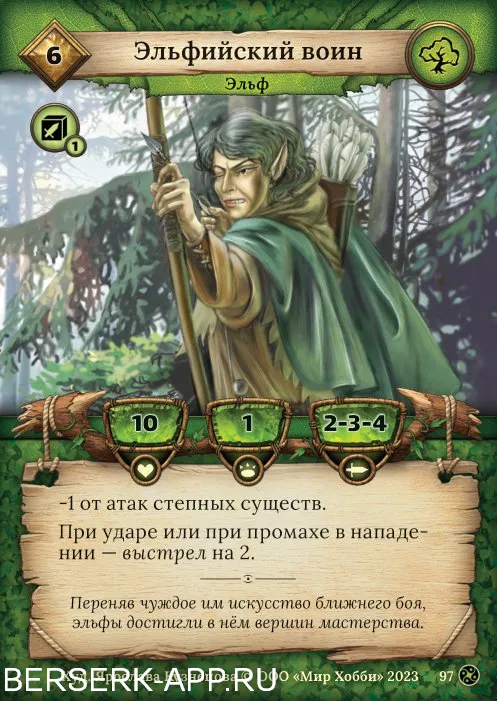 6
Эльфийский воин
Эльф
1
10
1
2-3-4
-1 от атак степных существ.
При ударе или при промахе в нападе-
нии — выстрел на 2.
Переняв чуждое им искусство ближнего боя,
эльфы достигли в нём вершин мастерства.
© ООО «Мир Хобби» 2023
97
BERSERK-APP.RU